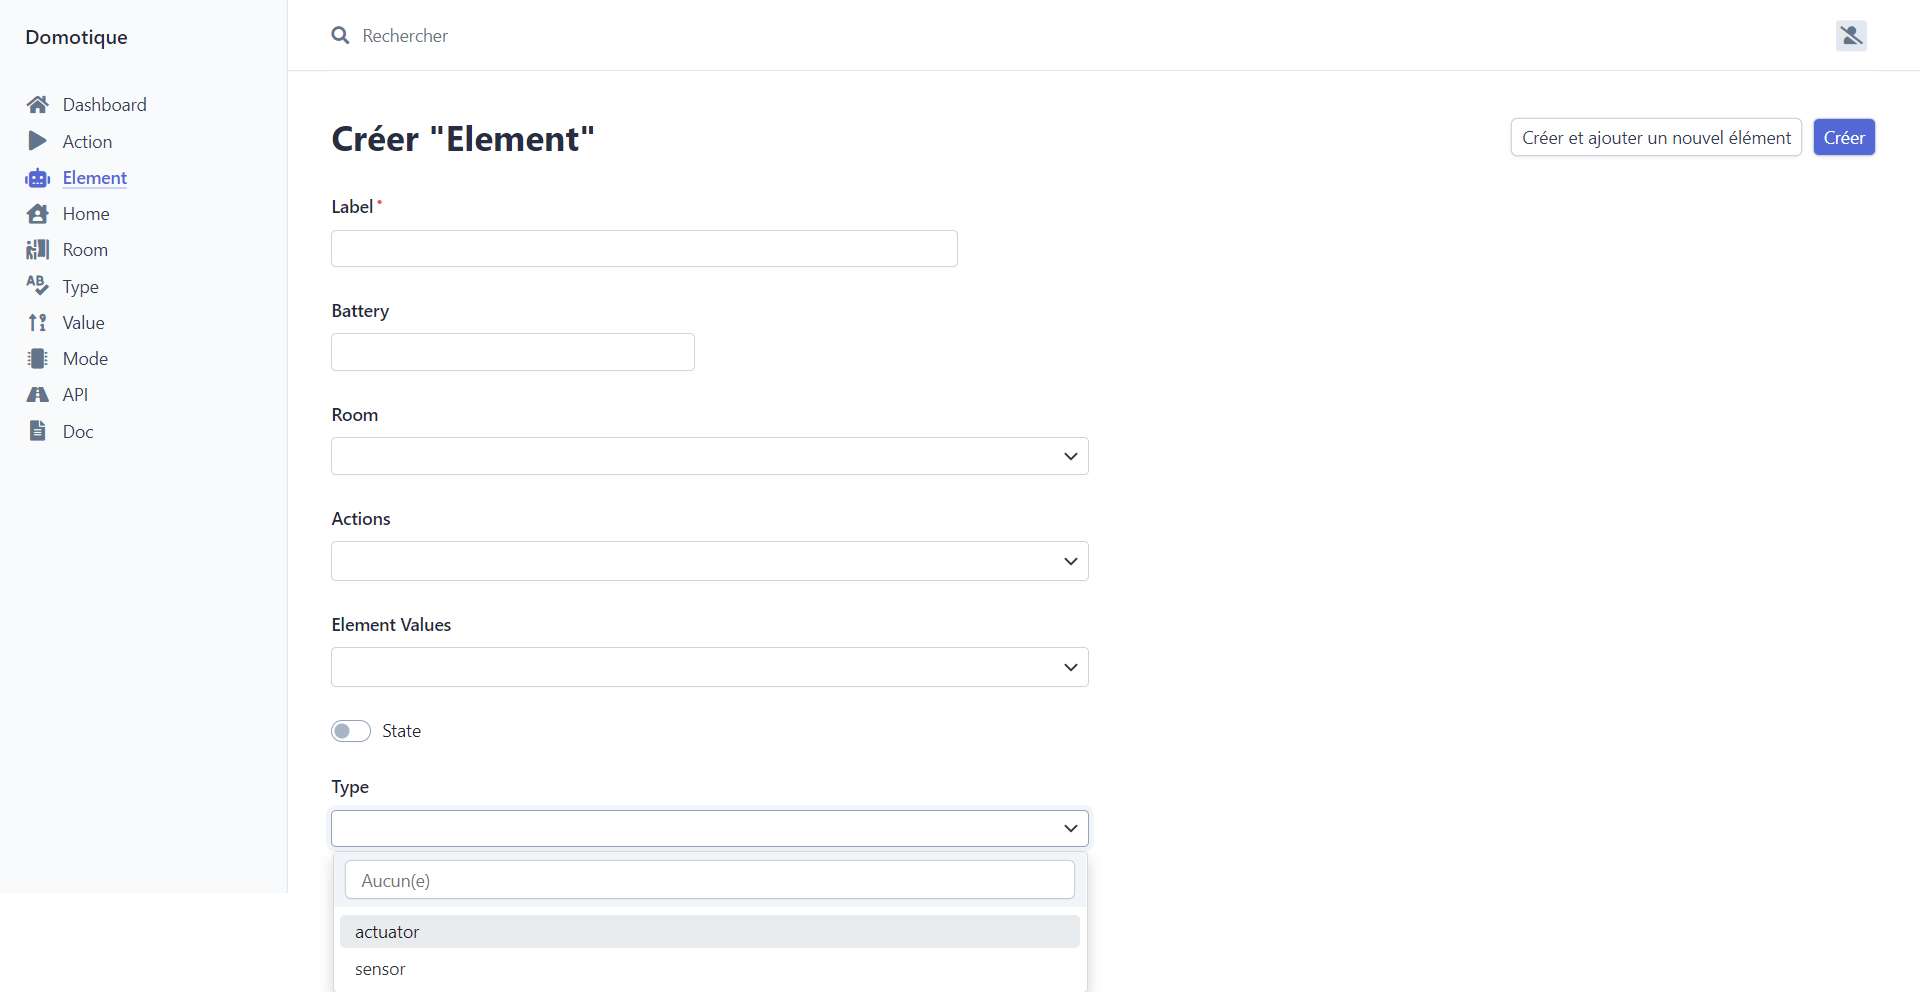 Domotique
Rechercher
Dashboard
Action
Element
Home
Room
Type
Value
Mode
API
Doc
Créer "Element"
Créer et ajouter un nouvel élément
Créer
Label *
Battery
Room
Actions
Element Values
State
Type
Aucun(e)
actuator
sensor